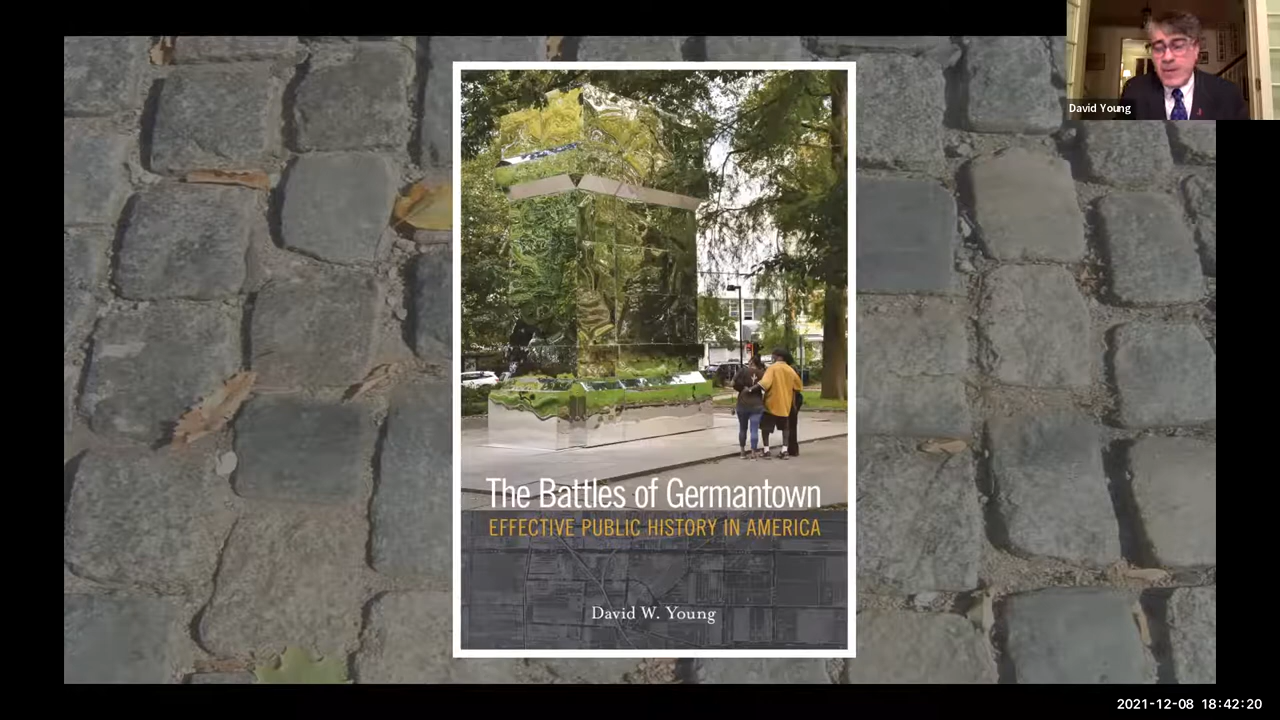 David Young
The Battles of Germantown
EFFECTIVE PUBLIC HISTORY IN AMERICA
David W. Young
2021-12-08 18:42:20